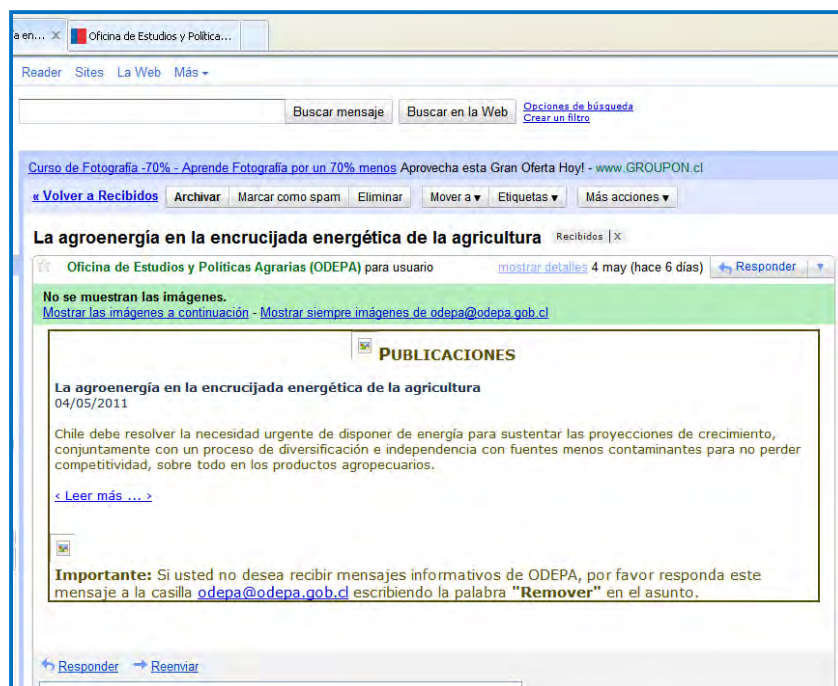 a en... X Oficina de Estudios y Política...
Reader Sites La Web Más
Buscar mensaje Buscar en la Web Opciones de búsqueda
Crear un filtro
Curso de Fotografía -70% - Aprende Fotografía por un 70% menos Aprovecha esta Gran Oferta Hoy! - www.GROUPON.cl
« Volver a Recibidos Archivar Marcar como spam Eliminar Mover a Etiquetas Más acciones
La agroenergía en la encrucijada energética de la agricultura Recibidos | X
Oficina de Estudios y Políticas Agrarias (ODEPA) para usuario mostrar detalles 4 may (hace 6 días) Responder
No se muestran las imágenes.
Mostrar las imágenes a continuación - Mostrar siempre imágenes de odepa@odepa.gob.cl
PUBLICACIONES
La agroenergía en la encrucijada energética de la agricultura
04/05/2011
Chile debe resolver la necesidad urgente de disponer de energía para sustentar las proyecciones de crecimiento,
conjuntamente con un proceso de diversificación e independencia con fuentes menos contaminantes para no perder
competitividad, sobre todo en los productos agropecuarios.
< Leer más ... >
Importante: Si usted no desea recibir mensajes informativos de ODEPA, por favor responda este
mensaje a la casilla odepa@odepa.gob.cl escribiendo la palabra "Remover" en el asunto.
Responder Reenviar